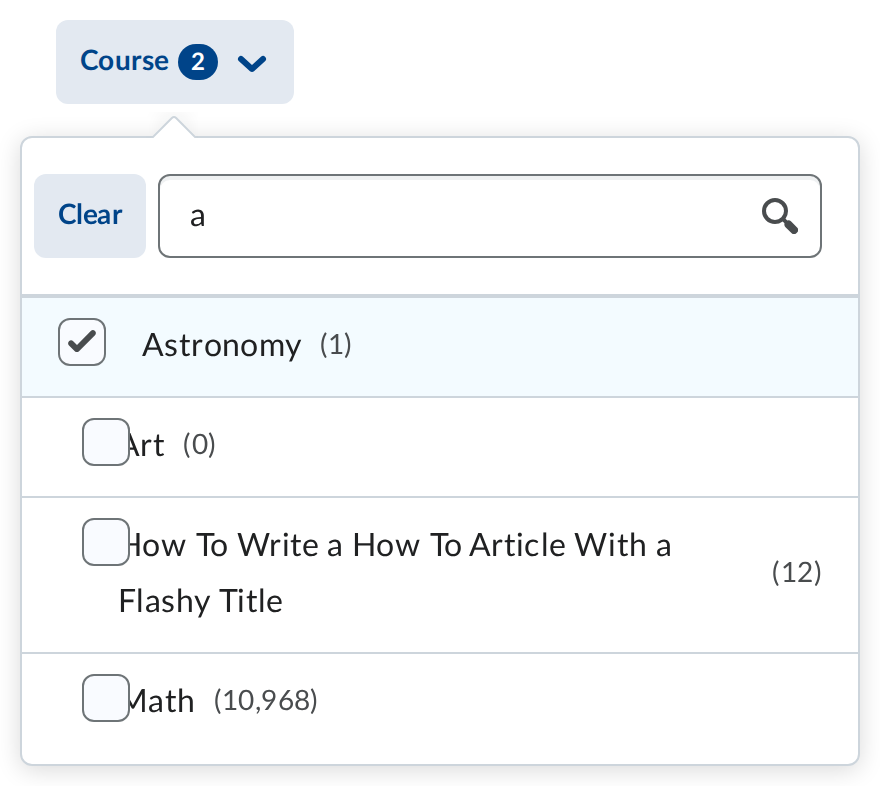 Course 2
Clear
a
Astronomy (1)
Art (0)
How To Write a How To Article With a
Flashy Title
(12)
Math (10,968)